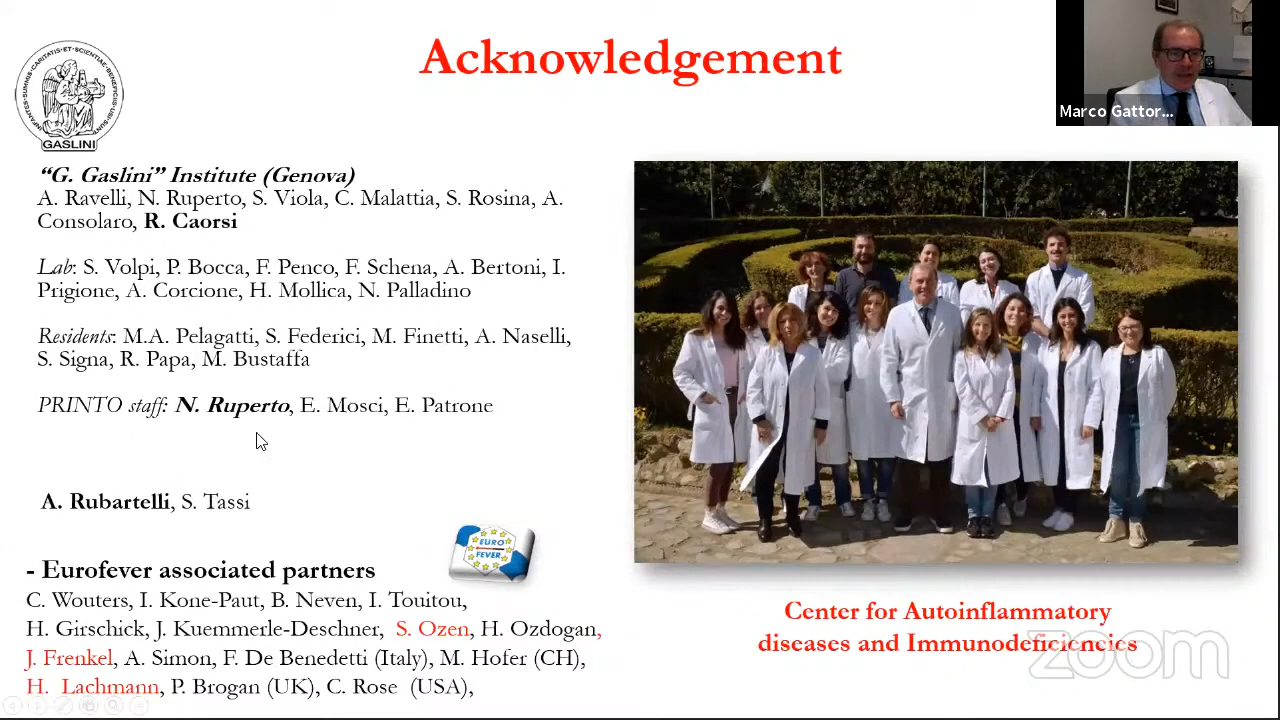 Acknowledgement
GASLINI
Marco Gattor...
“G. Gaslini” Institute (Genova)
A. Ravelli, N. Ruperto, S. Viola, C. Malattia, S. Rosina, A.
Consolaro, R. Caorsi
Lab: S. Volpi, P. Bocca, F. Penco, F. Schena, A. Bertoni, I.
Prigione, A. Corcione, H. Mollica, N. Palladino
Residents: M.A. Pelagatti, S. Federici, M. Finetti, A. Naselli,
S. Signa, R. Papa, M. Bustaffa
PRINTO staff: N. Ruperto, E. Mosci, E. Patrone
A. Rubartelli, S. Tassi
EURO
FEVER
- Eurofever associated partners
C. Wouters, I. Kone-Paut, B. Neven, I. Touitou,
H. Girschick, J. Kuemmerle-Deschner, S. Ozen, H. Ozdogan,
J. Frenkel, A. Simon, F. De Benedetti (Italy), M. Hofer (CH),
H. Lachmann, P. Brogan (UK), C. Rose (USA),
Center for Autoinflammatory
diseases and Immunodeficiencies
zoom